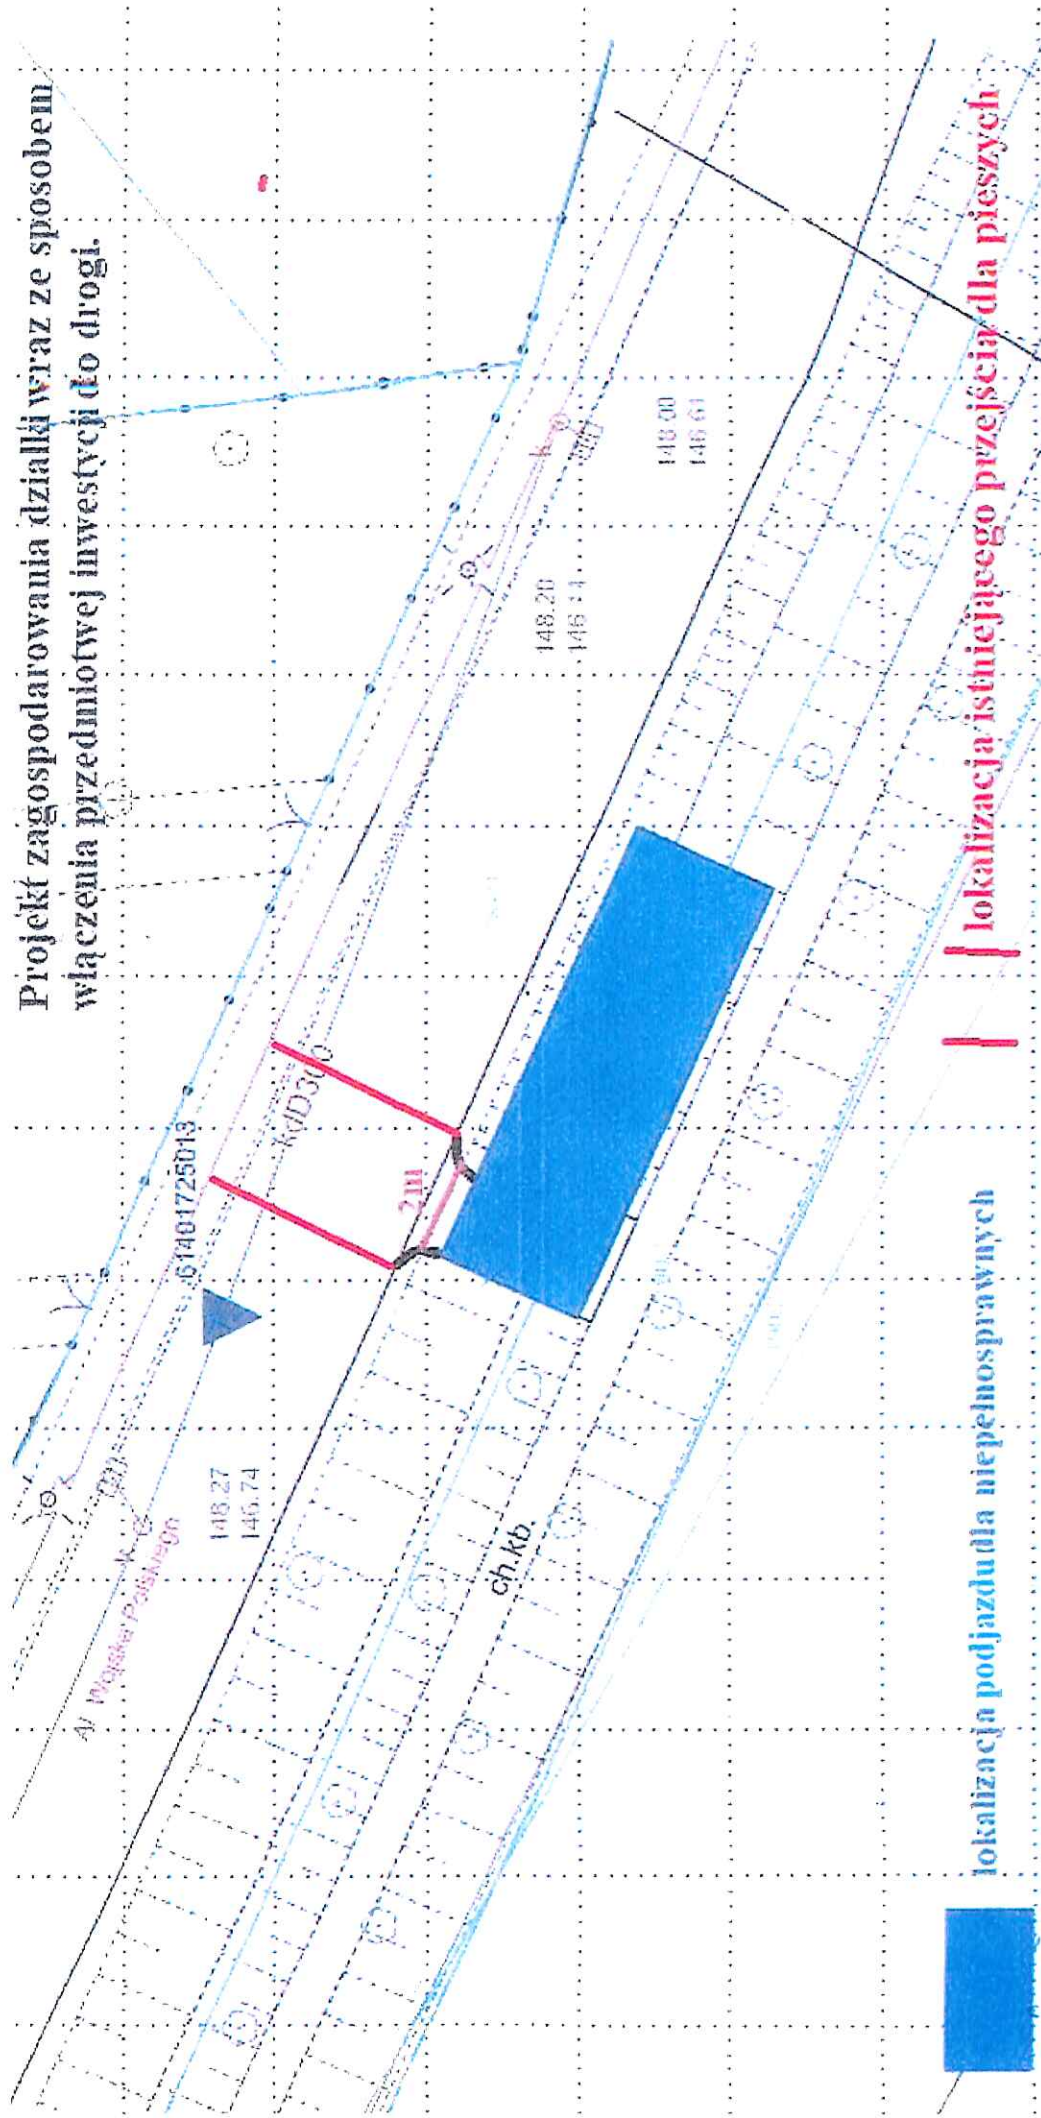 Projekt zagospodarowania działki wraz ze sposobem
włączenia przedmiotwej inwestycji do drogi.
61401725013
kdD300
2m
Al Wojska Polskiego
148.27
146.74
148.20
146.14
148.00
146.61
k
ch.kb.
lokalizacja podjazdu dla niepełnosprawnych
lokalizacja istniejącego przejścia dla pieszych